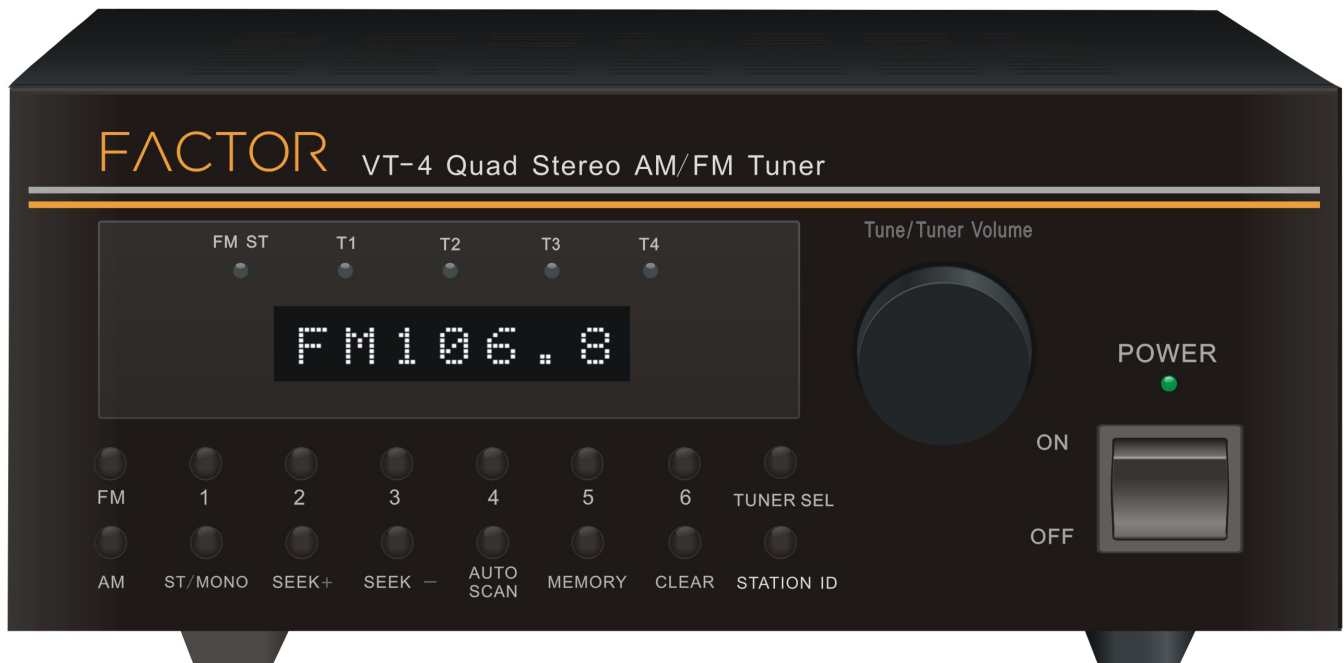 FACTOR VT-4 Quad Stereo AM/FM Tuner
Tune/Tuner Volume
FM ST T1 T2 T3 T4
FM106.8
POWER
ON
OFF
FM 1 2 3 4 5 6 TUNER SEL
AM ST/MONO SEEK+ SEEK - AUTO SCAN MEMORY CLEAR STATION ID